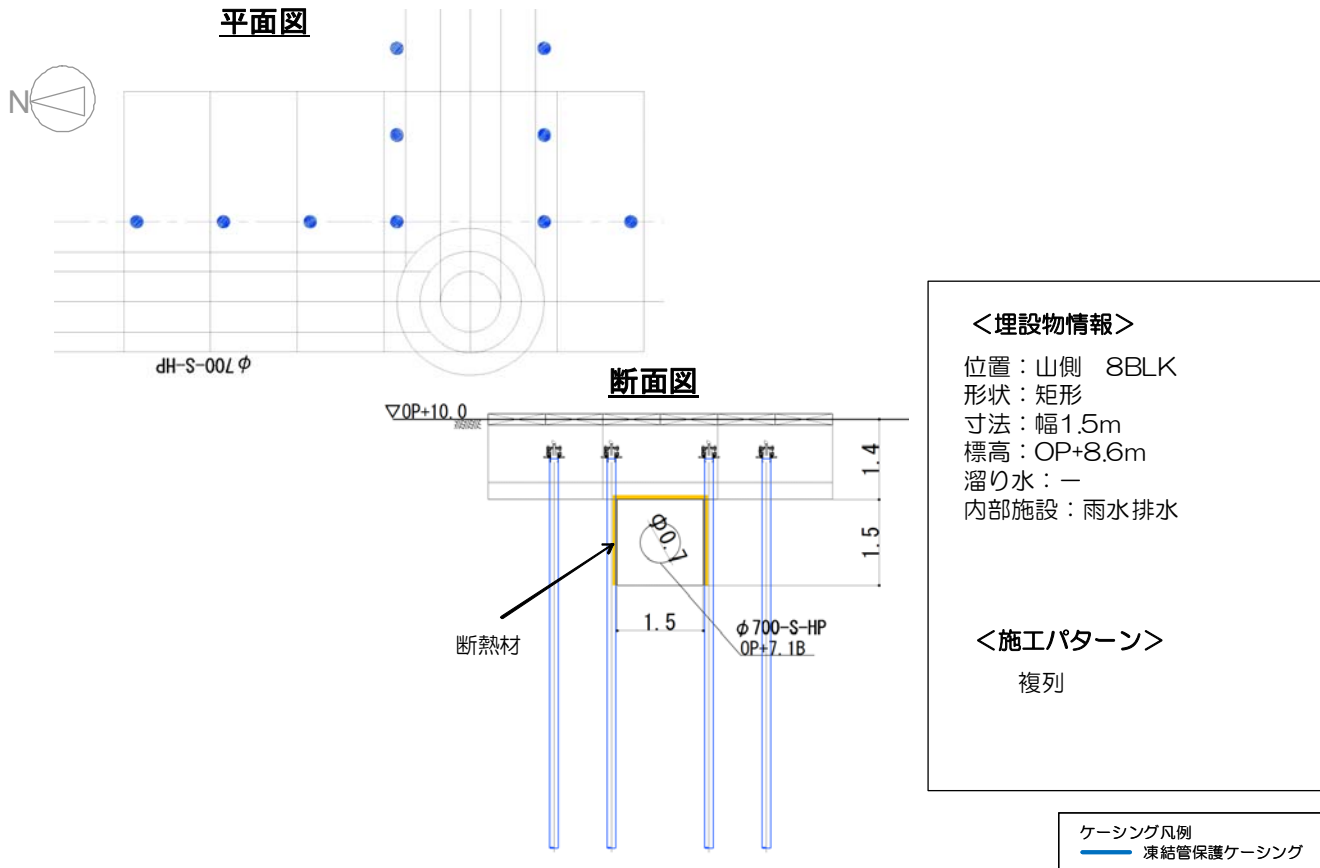 平面図
N
φ700-S-HP
断面図
▽OP+10.0
1.4
1.5
φ0.7
1.5
断熱材
φ700-S-HP
OP+7.1B
＜埋設物情報＞
位置：山側　8BLK
形状：矩形
寸法：幅1.5m
標高：OP+8.6m
溜り水：－
内部施設：雨水排水
＜施工パターン＞
複列
ケーシング凡例
凍結管保護ケーシング